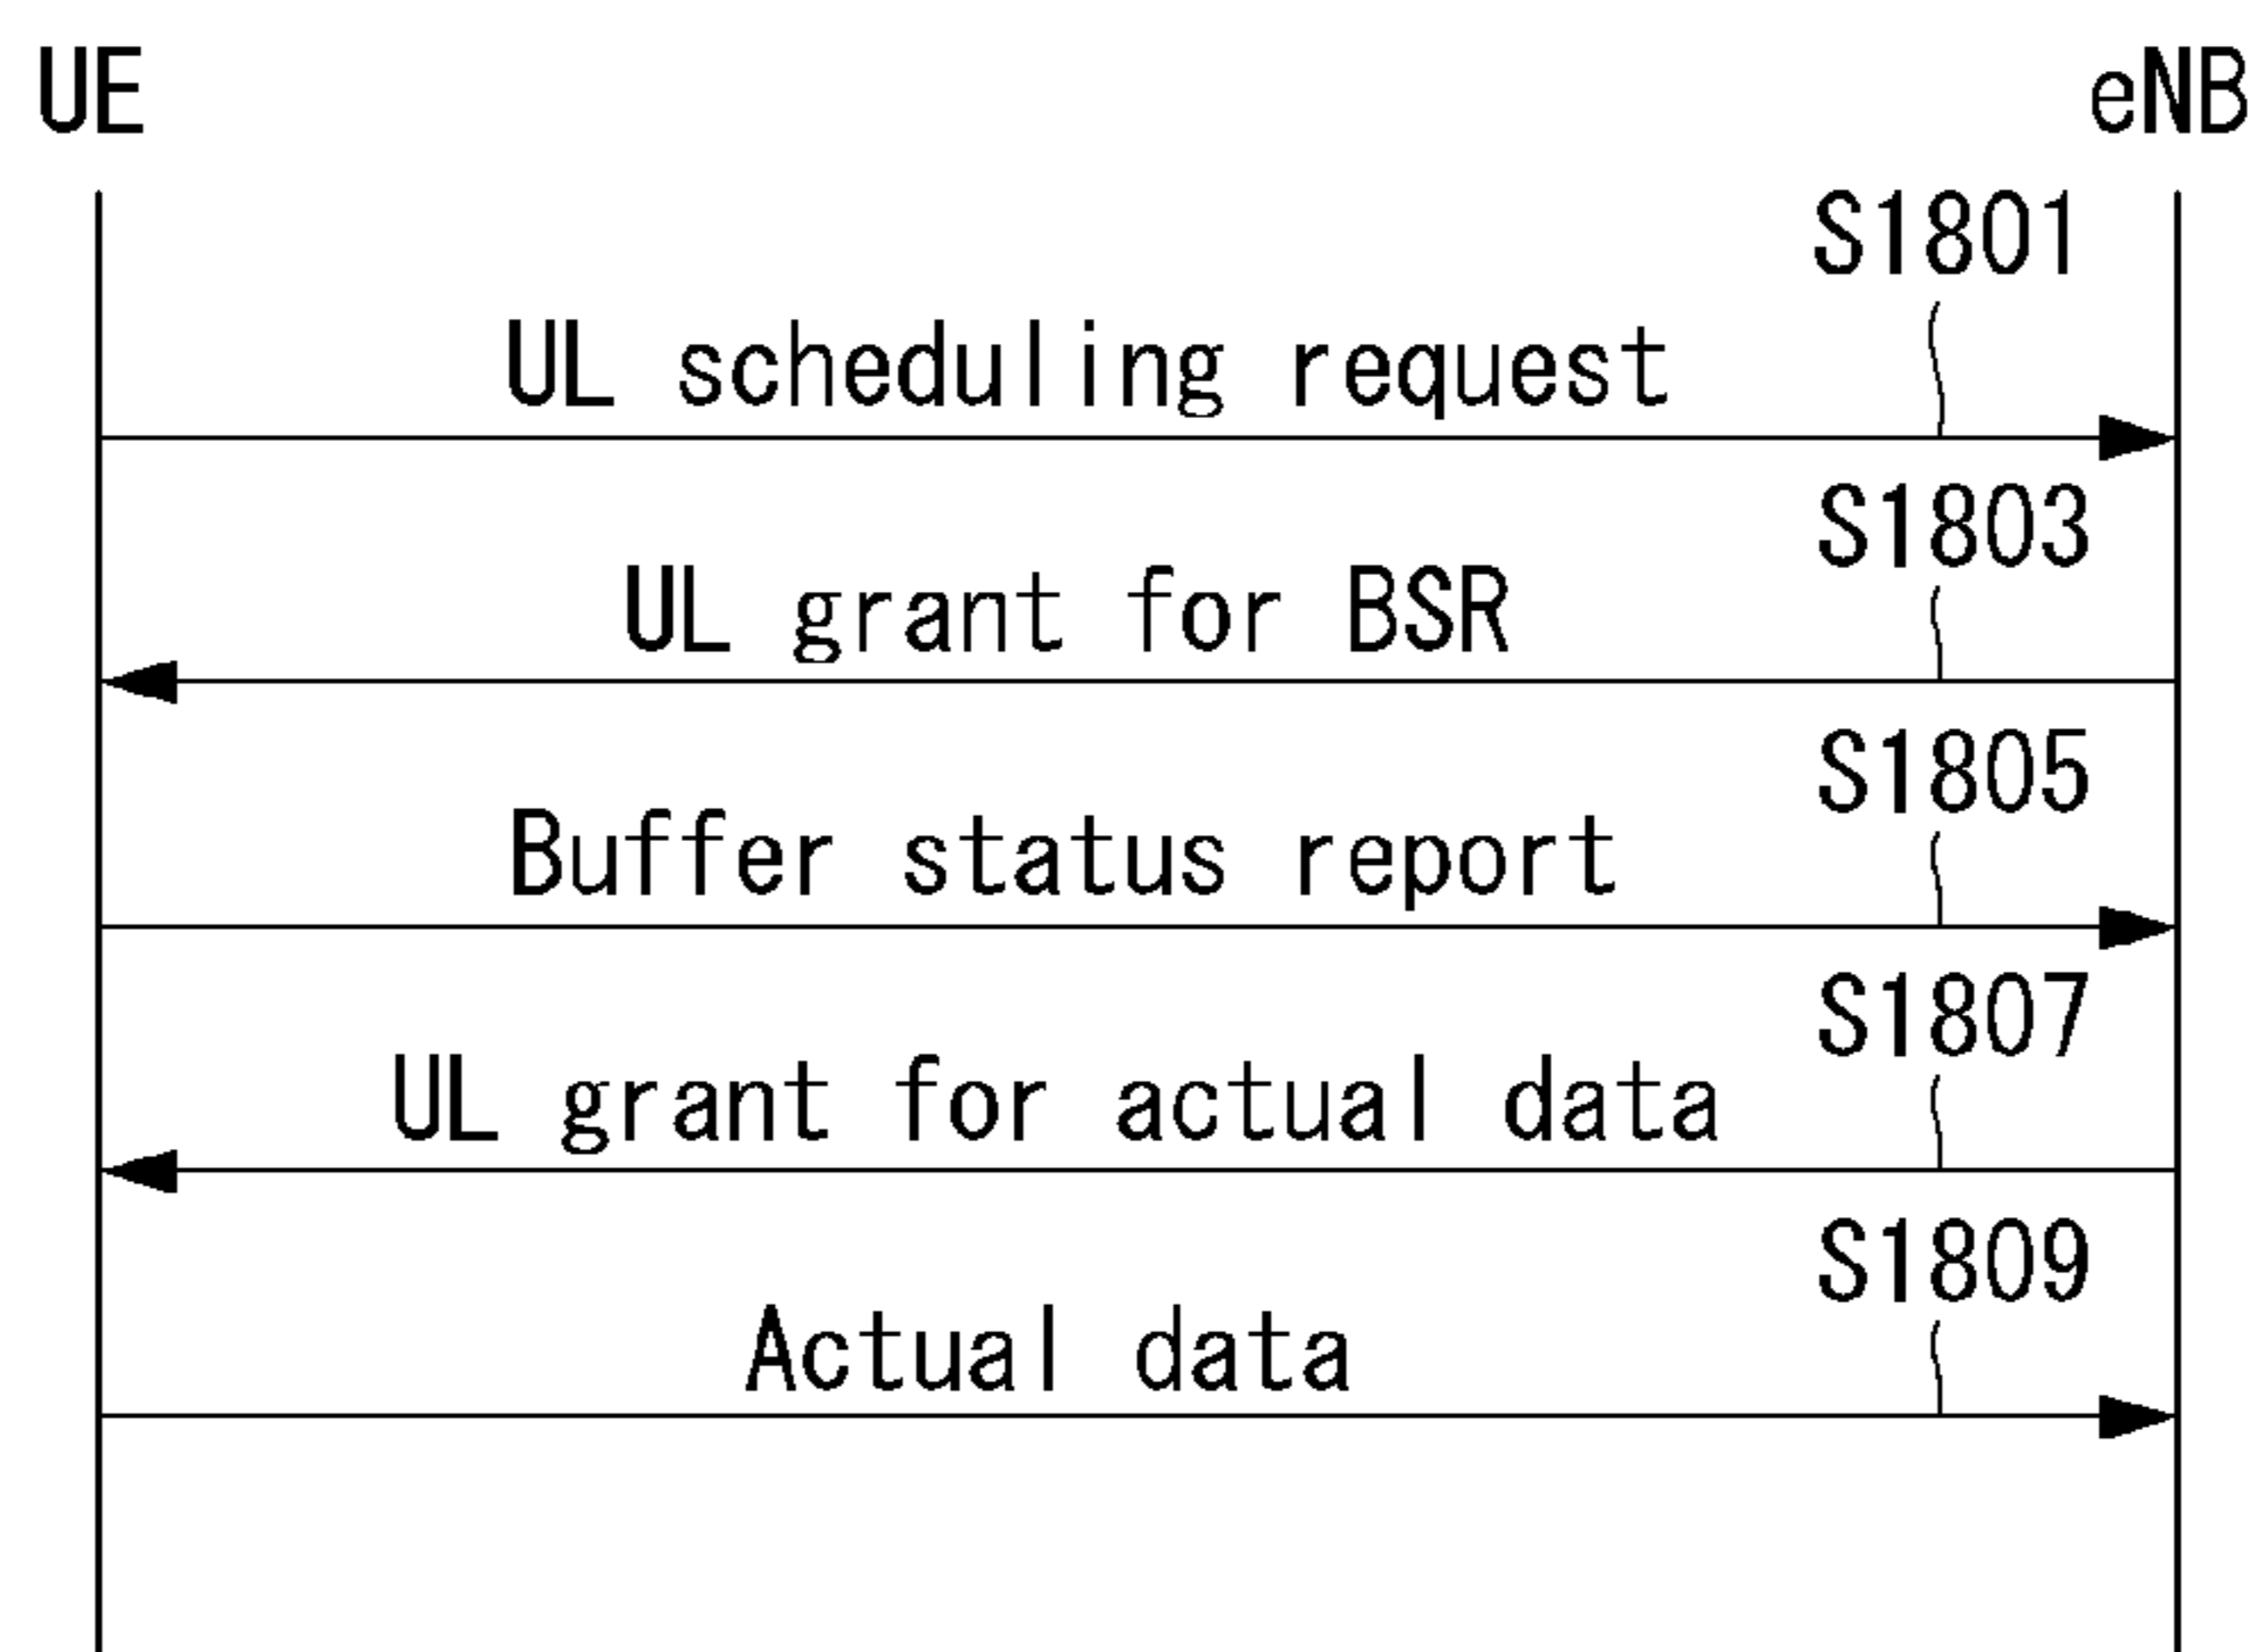 UE eNB
S1801
UL scheduling request
S1803
UL grant for BSR
S1805
Buffer status report
S1807
UL grant for actual data
S1809
Actual data